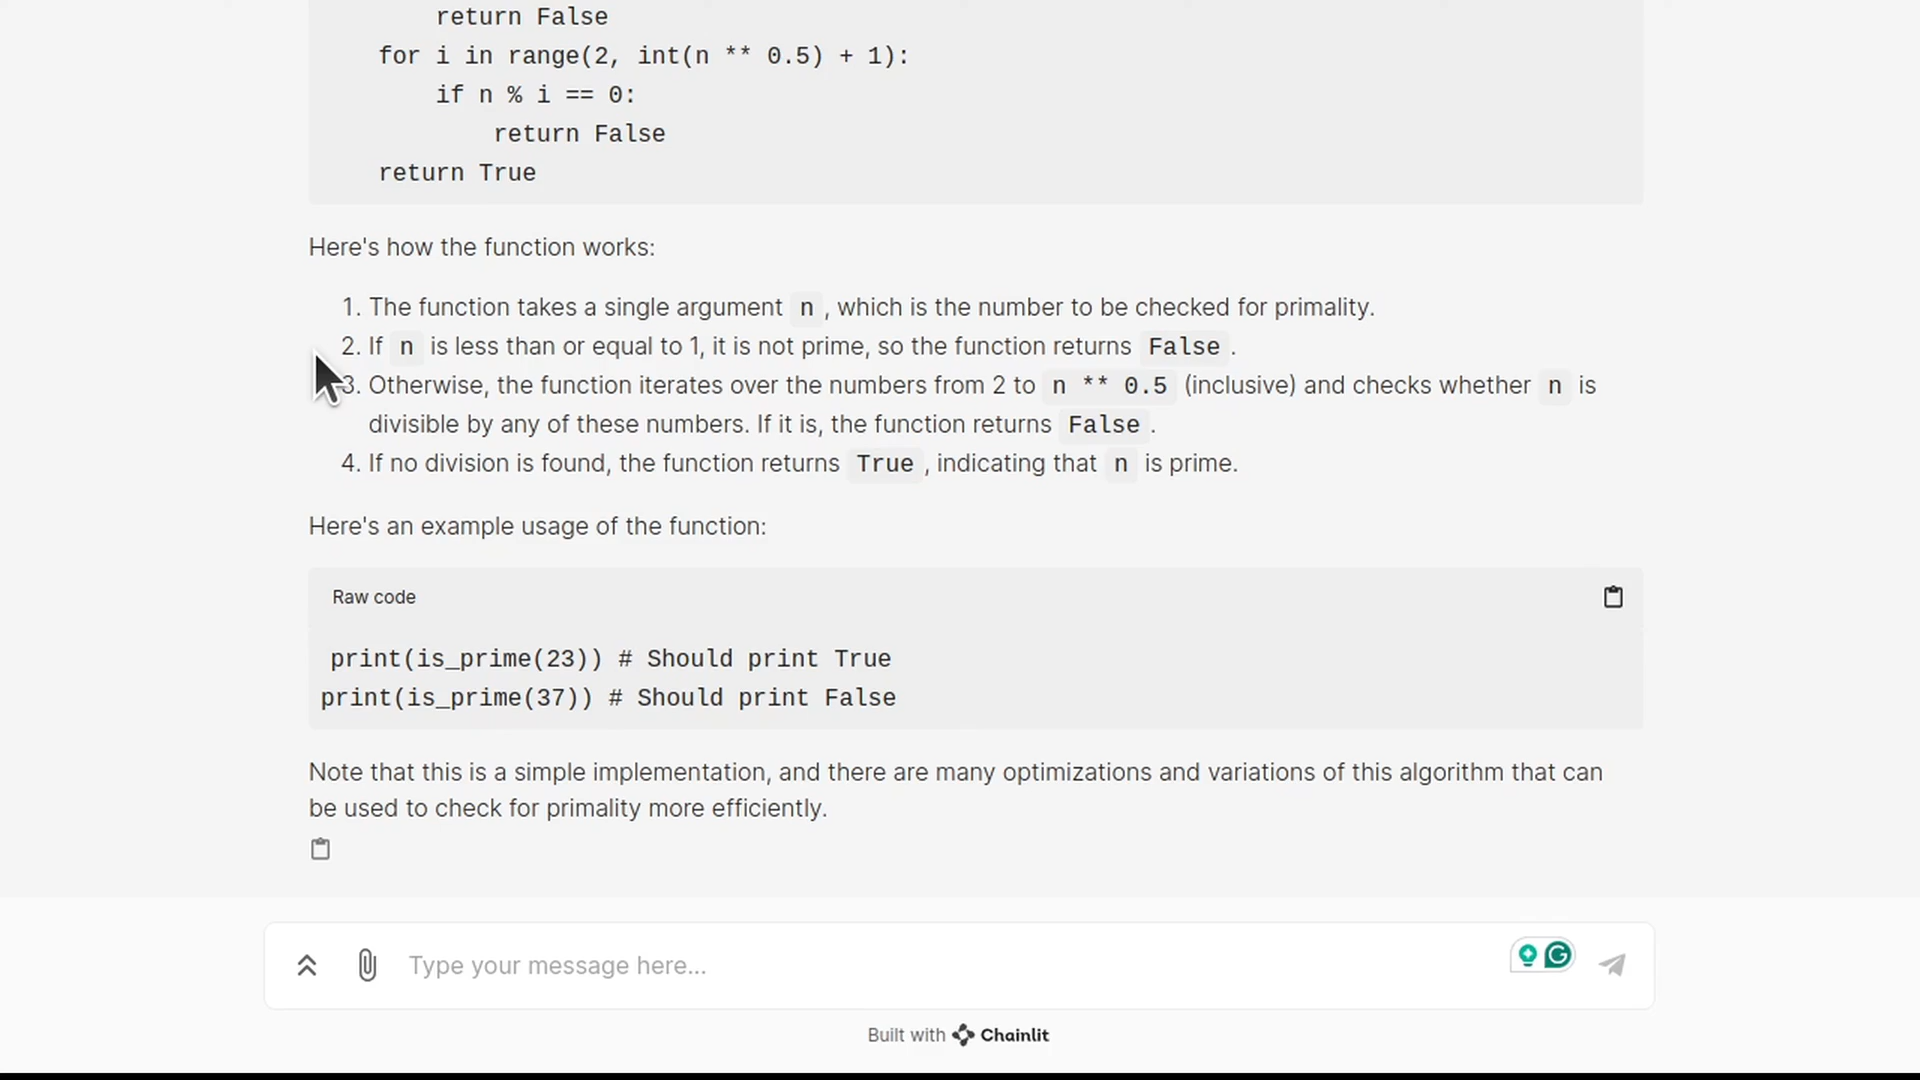 return False
for i in range(2, int(n ** 0.5) + 1):
if n % i == 0:
return False
return True
Here's how the function works:
1. The function takes a single argument n, which is the number to be checked for primality.
2. If n is less than or equal to 1, it is not prime, so the function returns False.
3. Otherwise, the function iterates over the numbers from 2 to n ** 0.5 (inclusive) and checks whether n is
divisible by any of these numbers. If it is, the function returns False.
4. If no division is found, the function returns True, indicating that n is prime.
Here's an example usage of the function:
Raw code
print(is_prime(23)) # Should print True
print(is_prime(37)) # Should print False
Note that this is a simple implementation, and there are many optimizations and variations of this algorithm that can
be used to check for primality more efficiently.
Type your message here...
Built with Chainlit